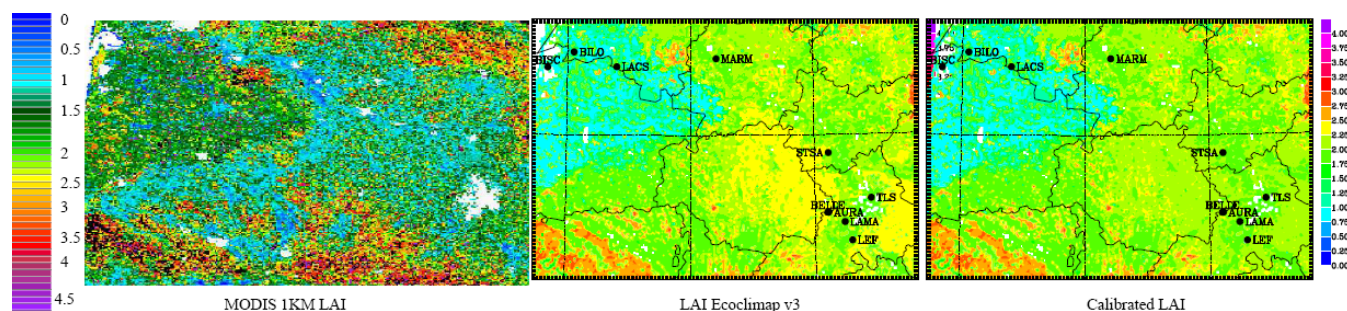 0
0.5
1
1.5
2
2.5
3
3.5
4
4.5
MODIS 1KM LAI
BILO
BISC
LACS
MARM
STSA
TLS
BELDE
AURA
LAMA
LEF
LAI Ecoclimap v3
BILO
BISC
LACS
MARM
STSA
TLS
BELDE
AURA
LAMA
LEF
Calibrated LAI
4.00
3.75
3.50
3.25
3.00
2.75
2.50
2.25
2.00
1.75
1.50
1.25
1.00
0.75
0.50
0.25
0.00